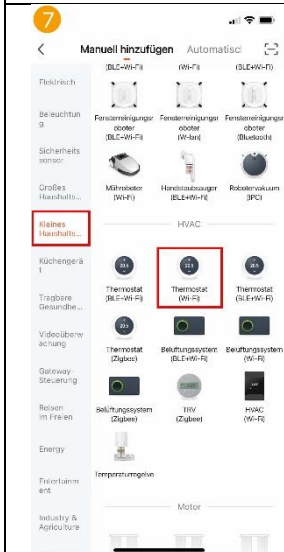 7
Manuell hinzufügen Automatiscl
Elektrisch
Beleuchtun
g
Sicherheits
sensor
Großes
Haushalts...
Kleines
Haushalts...
Küchengerä
t
Tragbare
Gesundhe...
Videoüberw
achung
Gateway-
Steuerung
Reisen
im Freien
Energy
Entertainm
ent
Industry &
Agriculture
(BLE+Wi-Fi) (Wi-Fi) (BLE+Wi-Fi)
Fensterreinigungsr Fensterreinigungsr Fensterreinigungsr
oboter oboter oboter
(BLE+Wi-Fi) (W-lan) (Bluetooth)
Mähroboter Handstaubsauger Robotervakuum
(Wi-Fi) (BLE+Wi-Fi) (IPC)
HVAC
Thermostat Thermostat Thermostat
(BLE+Wi-Fi) (Wi-Fi) (BLE+Wi-Fi)
Thermostat Belüftungssystem Belüftungssystem
(Zigbee) (BLE+Wi-Fi) (Wi-Fi)
Belüftungssystem TRV HVAC
(Zigbee) (Zigbee) (Wi-Fi)
Motor